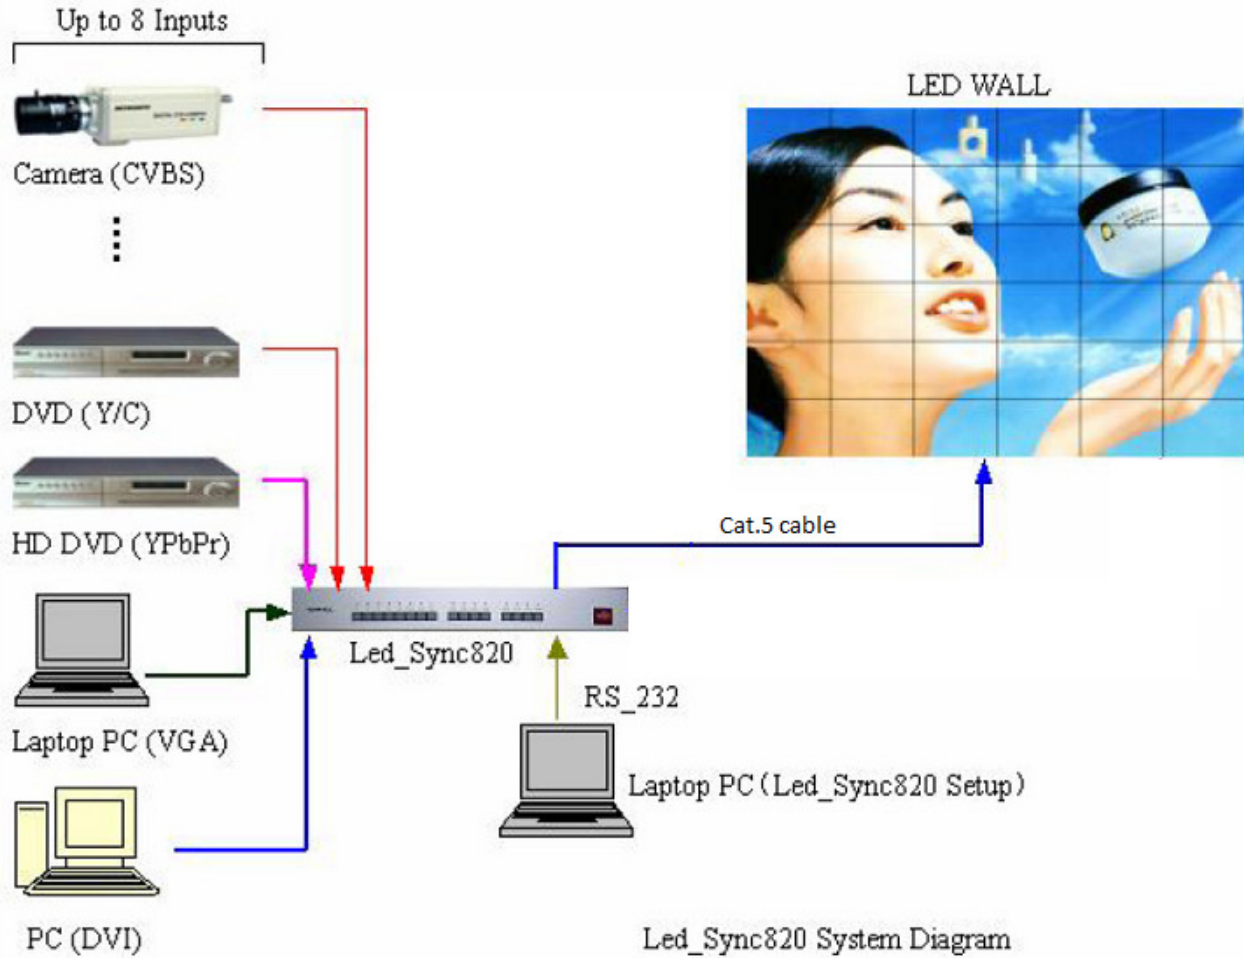 Up to 8 Inputs
LED WALL
Camera (CVBS)
DVD (Y/C)
HD DVD (YPbPr)
Cat.5 cable
Led_Sync820
RS_232
Laptop PC (VGA)
Laptop PC (Led_Sync820 Setup)
PC (DVI)
Led_Sync820 System Diagram